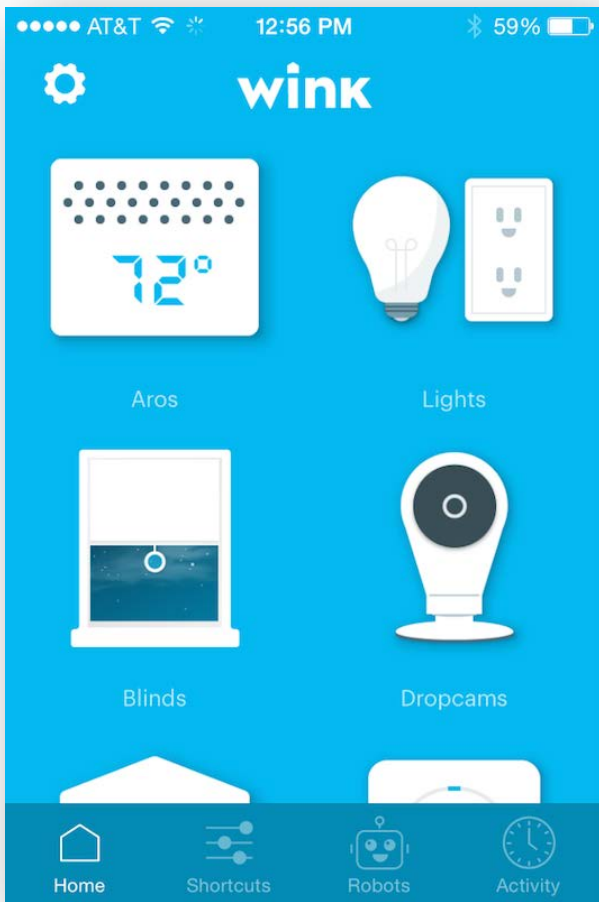 AT&T 12:56 PM 59%
wink
72°
Aros Lights
Blinds Dropcams
Home Shortcuts Robots Activity